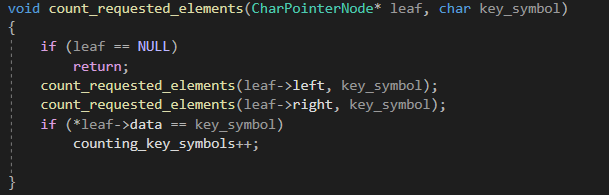 void count_requested_elements(CharPointerNode* leaf, char key_symbol)
{
if (leaf == NULL)
return;
count_requested_elements(leaf->left, key_symbol);
count_requested_elements(leaf->right, key_symbol);
if (*leaf->data == key_symbol)
counting_key_symbols++;
}